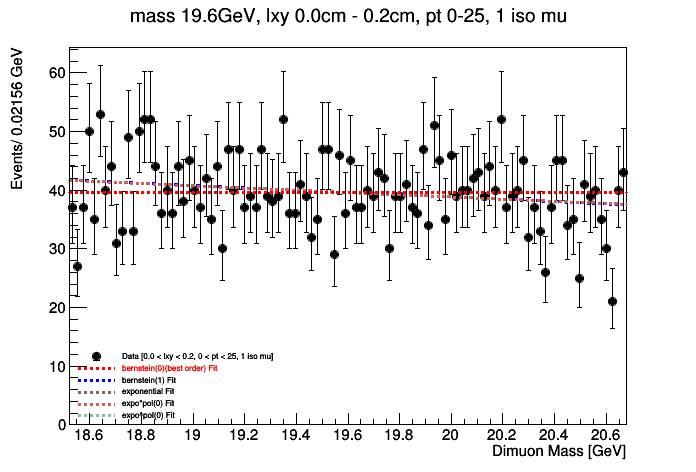 mass 19.6GeV, lxy 0.0cm - 0.2cm, pt 0-25, 1 iso mu
Events/ 0.02156 GeV
60
50
40
30
20
10
0
Data [0.0 < lxy < 0.2, 0 < pt < 25, 1 iso mu]
bernstein(0)(best order) Fit
bernstein(1) Fit
exponential Fit
expo*pol(0) Fit
expo*pol(0) Fit
18.6 18.8 19 19.2 19.4 19.6 19.8 20 20.2 20.4 20.6
Dimuon Mass [GeV]